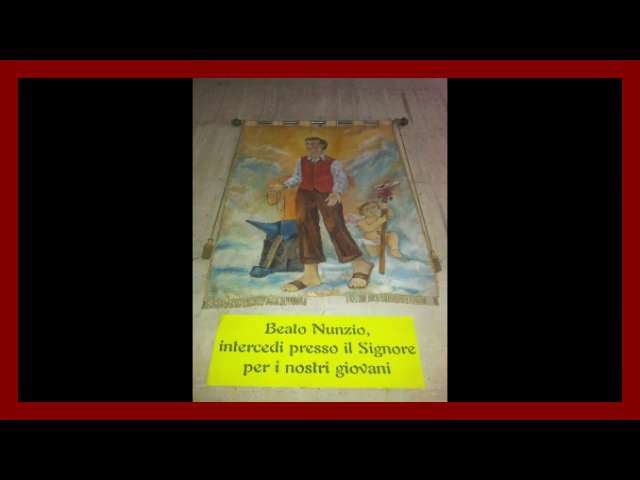 Beato Nunzio,
intercedi presso il Signore
per i nostri giovani